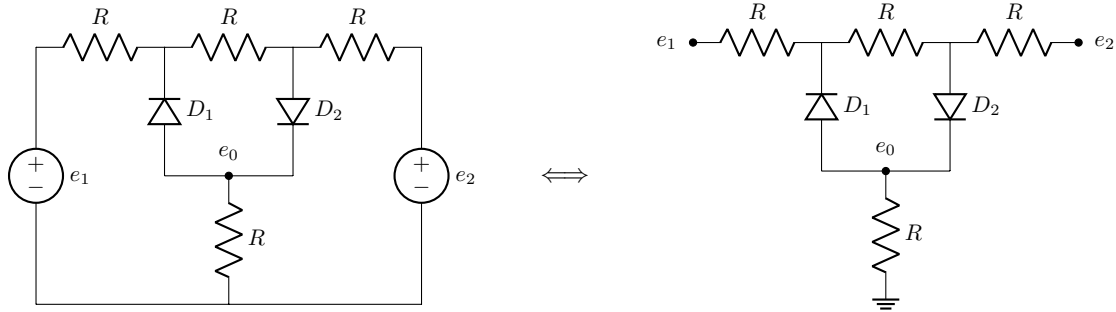 R R R
D₁ D₂
e₀
+
−
e₁
+
−
e₂
R
⟺
e₁ R R R e₂
D₁ D₂
e₀
R